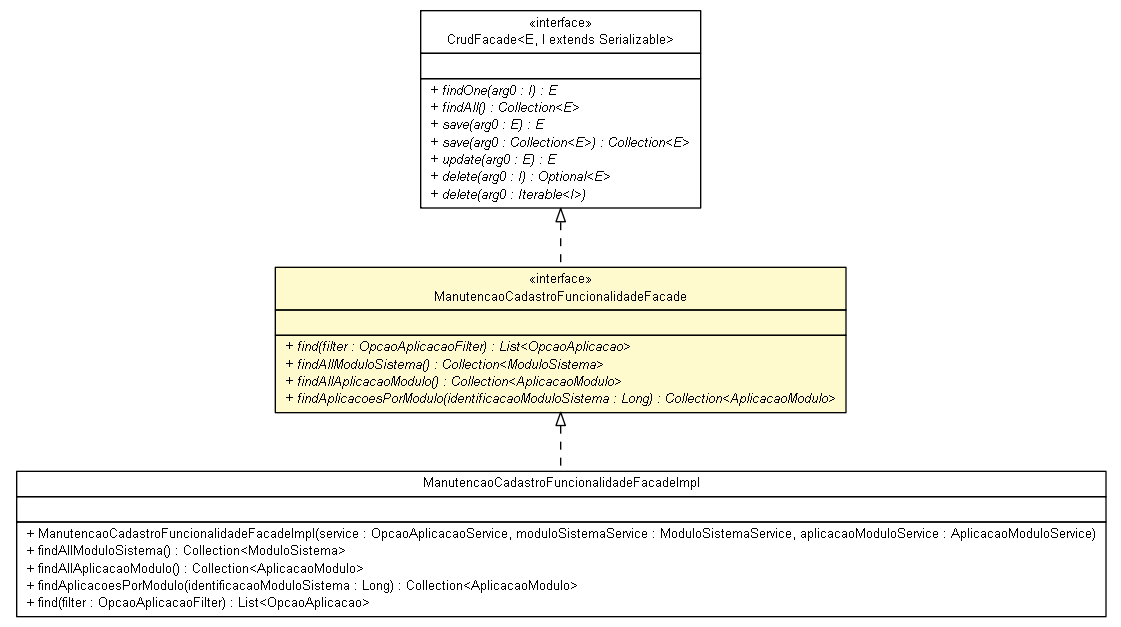 «interface»
CrudFacade<E, I extends Serializable>
+ findOne(arg0 : I) : E
+ findAll() : Collection<E>
+ save(arg0 : E) : E
+ save(arg0 : Collection<E>) : Collection<E>
+ update(arg0 : E) : E
+ delete(arg0 : I) : Optional<E>
+ delete(arg0 : Iterable<I>)
«interface»
ManutencaoCadastroFuncionalidadeFacade
+ find(filter : OpcaoAplicacaoFilter) : List<OpcaoAplicacao>
+ findAllModuloSistema() : Collection<ModuloSistema>
+ findAllAplicacaoModulo() : Collection<AplicacaoModulo>
+ findAplicacoesPorModulo(identificacaoModuloSistema : Long) : Collection<AplicacaoModulo>
ManutencaoCadastroFuncionalidadeFacadeImpl
+ ManutencaoCadastroFuncionalidadeFacadeImpl(service : OpcaoAplicacaoService, moduloSistemaService : ModuloSistemaService, aplicacaoModuloService : AplicacaoModuloService)
+ findAllModuloSistema() : Collection<ModuloSistema>
+ findAllAplicacaoModulo() : Collection<AplicacaoModulo>
+ findAplicacoesPorModulo(identificacaoModuloSistema : Long) : Collection<AplicacaoModulo>
+ find(filter : OpcaoAplicacaoFilter) : List<OpcaoAplicacao>